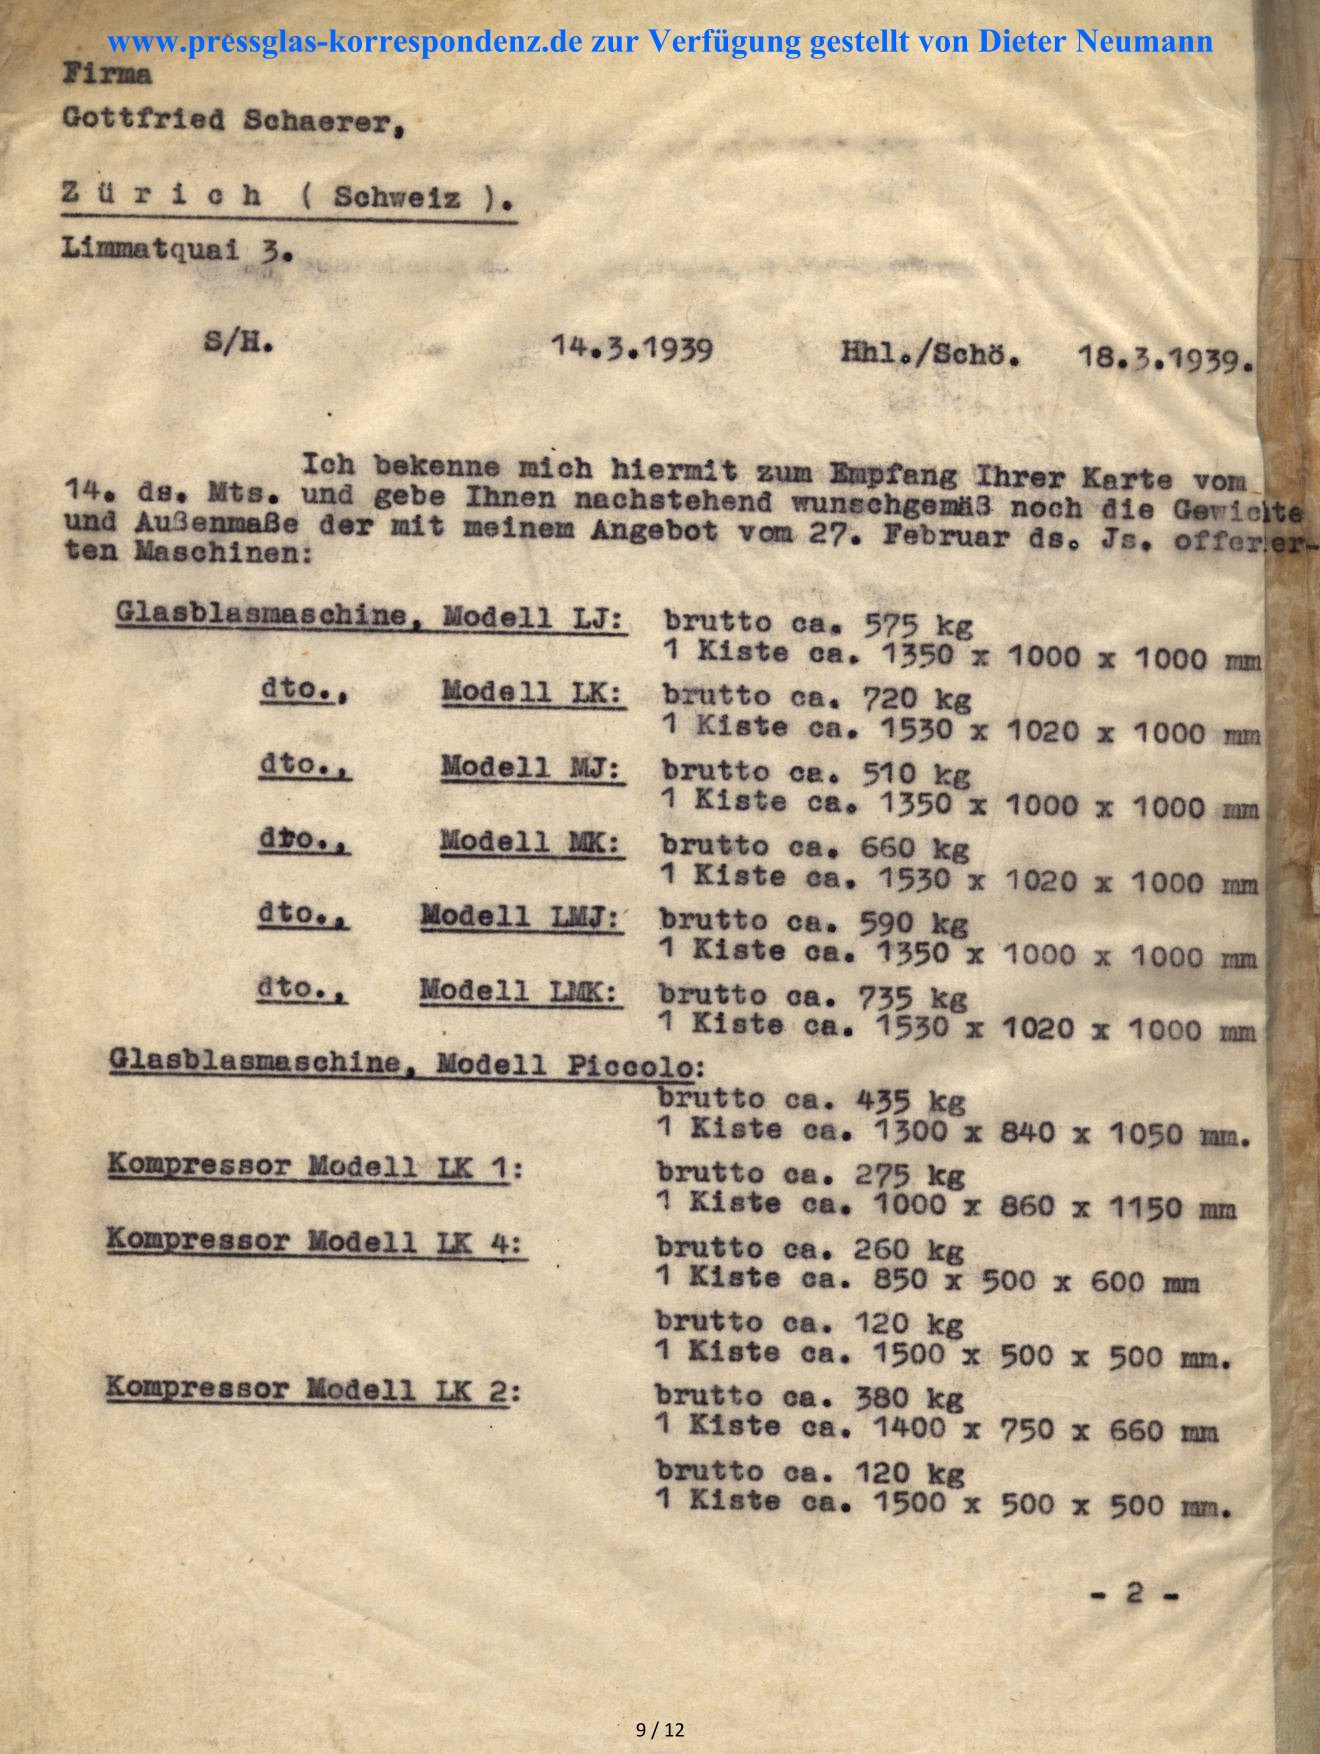 www.pressglas-korrespondenz.de zur Verfügung gestellt von Dieter Neumann
Firma
Gottfried Schaerer,
Z ü r i c h ( Schweiz ).
Limmatquai 3.
S/H. 14.3.1939 Hhl./Schö. 18.3.1939.
Ich bekenne mich hiermit zum Empfang Ihrer Karte vom
14. ds. Mts. und gebe Ihnen nachstehend wunschgemäß noch die Gewichte
und Außenmaße der mit meinem Angebot vom 27. Februar ds. Js. offerier-
ten Maschinen:
Glasblasmaschine, Modell LJ: brutto ca. 575 kg
1 Kiste ca. 1350 x 1000 x 1000 mm
dto., Modell LK: brutto ca. 720 kg
1 Kiste ca. 1530 x 1020 x 1000 mm
dto., Modell MJ: brutto ca. 510 kg
1 Kiste ca. 1350 x 1000 x 1000 mm
dto., Modell MK: brutto ca. 660 kg
1 Kiste ca. 1530 x 1020 x 1000 mm
dto., Modell LMJ: brutto ca. 590 kg
1 Kiste ca. 1350 x 1000 x 1000 mm
dto., Modell LMK: brutto ca. 735 kg
1 Kiste ca. 1530 x 1020 x 1000 mm
Glasblasmaschine, Modell Piccolo:
brutto ca. 435 kg
1 Kiste ca. 1300 x 840 x 1050 mm.
Kompressor Modell LK 1: brutto ca. 275 kg
1 Kiste ca. 1000 x 860 x 1150 mm
Kompressor Modell LK 4: brutto ca. 260 kg
1 Kiste ca. 850 x 500 x 600 mm
brutto ca. 120 kg
1 Kiste ca. 1500 x 500 x 500 mm.
Kompressor Modell LK 2: brutto ca. 380 kg
1 Kiste ca. 1400 x 750 x 660 mm
brutto ca. 120 kg
1 Kiste ca. 1500 x 500 x 500 mm.
- 2 -
9 / 12